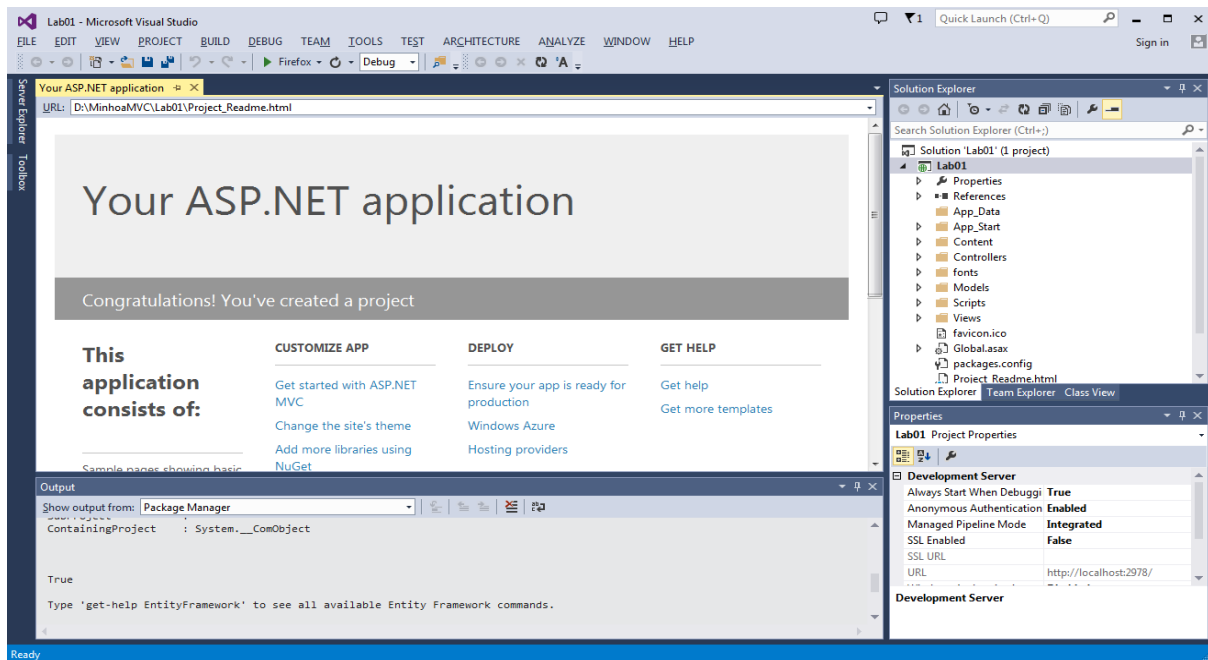 Lab01 - Microsoft Visual Studio
1
Quick Launch (Ctrl+Q)
FILE EDIT VIEW PROJECT BUILD DEBUG TEAM TOOLS TEST ARCHITECTURE ANALYZE WINDOW HELP
Sign in
Firefox
Debug
Server Explorer
Toolbox
Your ASP.NET application
URL: D:\MinhoaMVC\Lab01\Project_Readme.html
Your ASP.NET application
Congratulations! You've created a project
This
application
consists of:
Sample pages showing basic
CUSTOMIZE APP
Get started with ASP.NET
MVC
Change the site's theme
Add more libraries using
NuGet
DEPLOY
Ensure your app is ready for
production
Windows Azure
Hosting providers
GET HELP
Get help
Get more templates
Output
Show output from: Package Manager
ContainingProject : System.__ComObject
True
Type 'get-help EntityFramework' to see all available Entity Framework commands.
Solution Explorer
Search Solution Explorer (Ctrl+;)
Solution 'Lab01' (1 project)
Lab01
Properties
References
App_Data
App_Start
Content
Controllers
fonts
Models
Scripts
Views
favicon.ico
Global.asax
packages.config
Project_Readme.html
Solution Explorer Team Explorer Class View
Properties
Lab01 Project Properties
Development Server
Always Start When Debuggi True
Anonymous Authentication Enabled
Managed Pipeline Mode Integrated
SSL Enabled False
SSL URL
URL http://localhost:2978/
Development Server
Ready